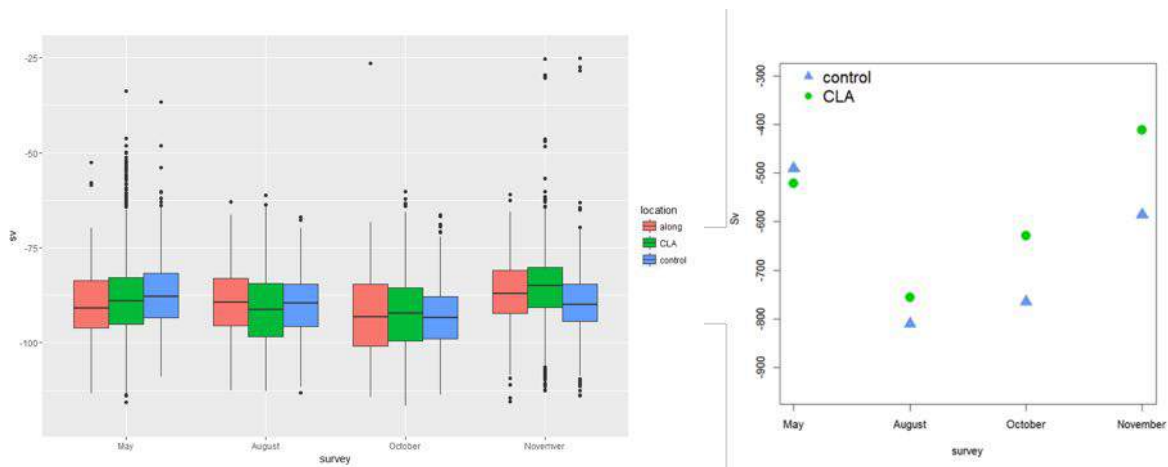 -25
-50
-75
-100
sv
May
August
October
Novemver
survey
location
along
CLA
control
control
CLA
-300
-400
-500
-600
-700
-800
-900
Sv
May
August
October
November
survey